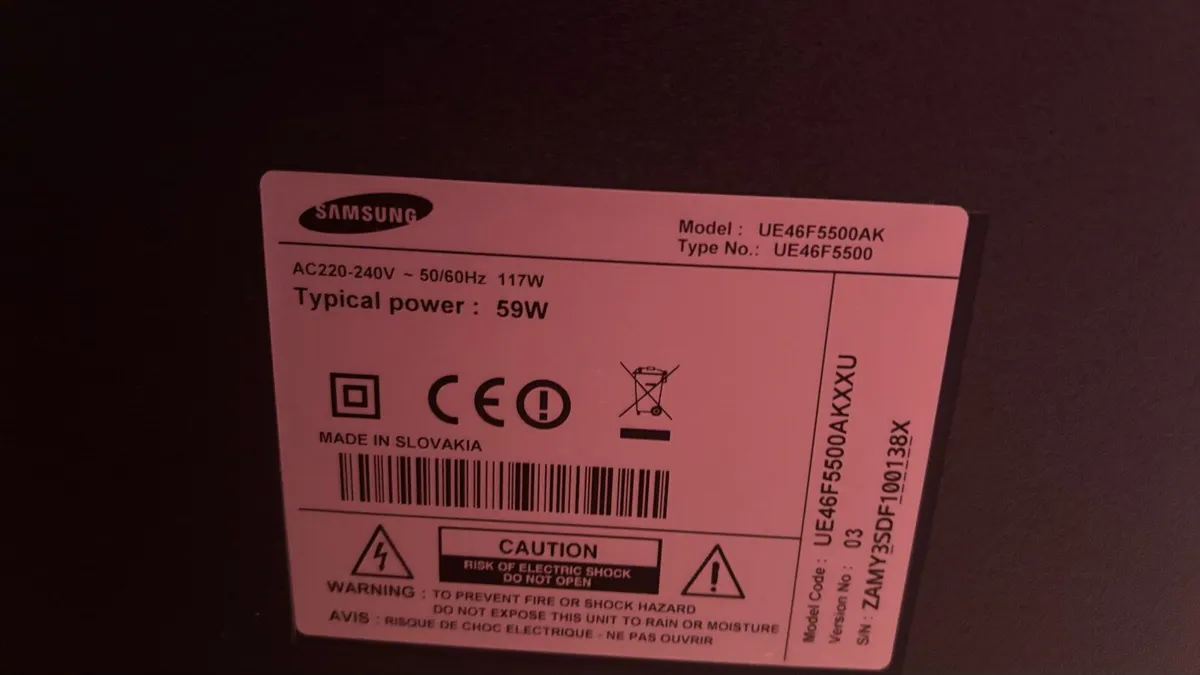 SAMSUNG
Model : UE46F5500AK
Type No.: UE46F5500
AC220-240V ~ 50/60Hz 117W
Typical power : 59W
CE
MADE IN SLOVAKIA
CAUTION
RISK OF ELECTRIC SHOCK
DO NOT OPEN
WARNING : TO PREVENT FIRE OR SHOCK HAZARD
DO NOT EXPOSE THIS UNIT TO RAIN OR MOISTURE
AVIS : RISQUE DE CHOC ELECTRIQUE - NE PAS OUVRIR
Model Code : UE46F5500AKXXU
Version No : 03
S/N : ZAMY3SDF100138X